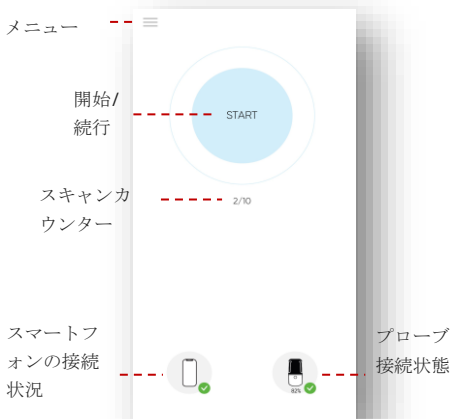 メニュー
開始/
続行
START
スキャンカ
ウンター
2/10
スマートフ
ォンの接続
状況
プローブ
接続状態
82%